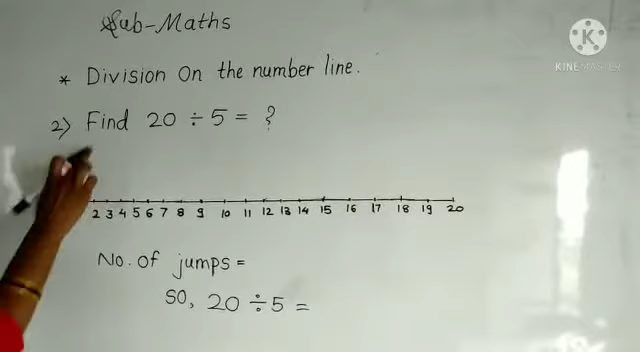 Sub-Maths
K
KINEMASTER
* Division On the number line.
2) Find 20 ÷ 5 = ?
2 3 4 5 6 7 8 9 10 11 12 13 14 15 16 17 18 19 20
No. of jumps =
SO, 20 ÷ 5 =